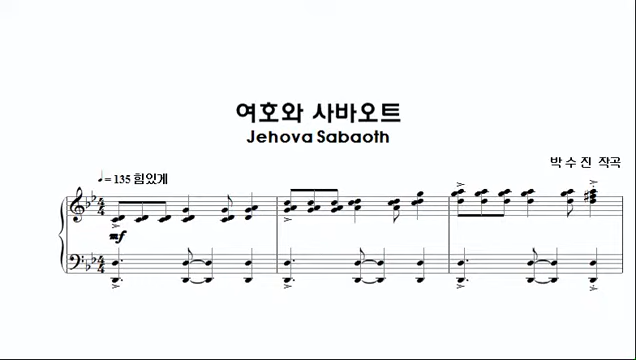 여호와 사바오트
Jehova Sabaoth
박 수 진 작곡
♩= 135 힘있게
mf